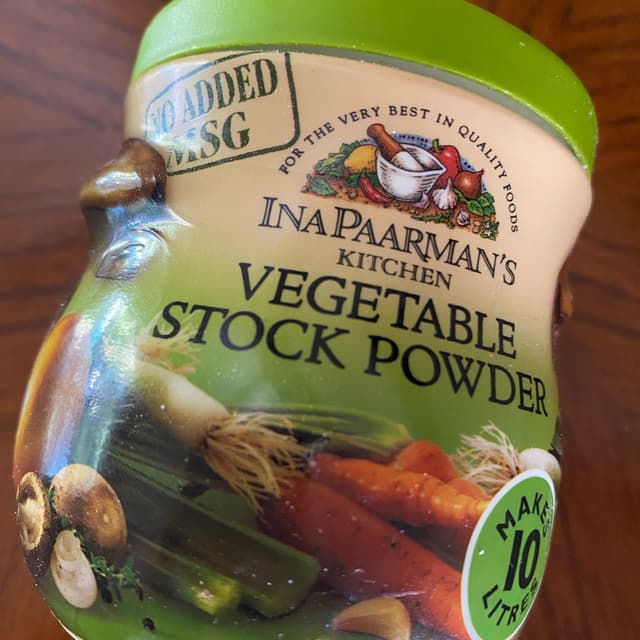 NO ADDED
MSG
FOR THE VERY BEST IN QUALITY FOODS
INA PAARMAN'S
KITCHEN
VEGETABLE
STOCK POWDER
MAKES
10
LITRES